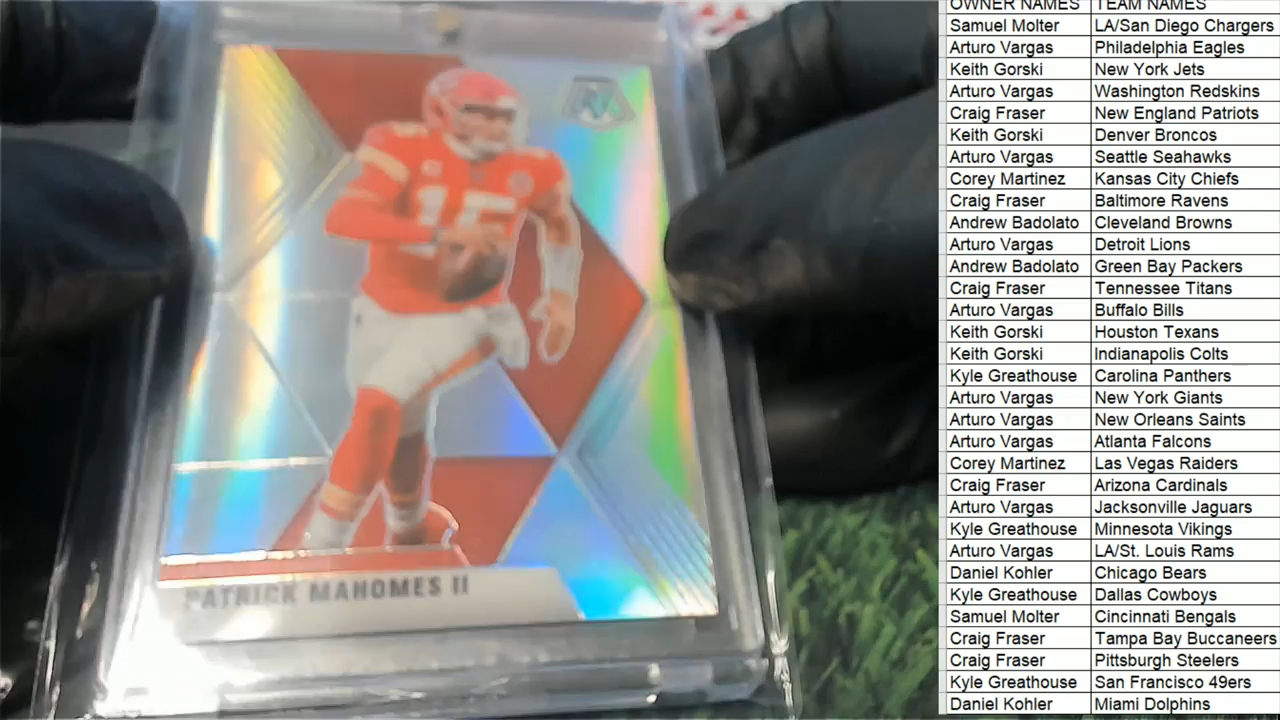 15
PATRICK MAHOMES II
OWNER NAMES TEAM NAMES
Samuel Molter LA/San Diego Chargers
Arturo Vargas Philadelphia Eagles
Keith Gorski New York Jets
Arturo Vargas Washington Redskins
Craig Fraser New England Patriots
Keith Gorski Denver Broncos
Arturo Vargas Seattle Seahawks
Corey Martinez Kansas City Chiefs
Craig Fraser Baltimore Ravens
Andrew Badolato Cleveland Browns
Arturo Vargas Detroit Lions
Andrew Badolato Green Bay Packers
Craig Fraser Tennessee Titans
Arturo Vargas Buffalo Bills
Keith Gorski Houston Texans
Keith Gorski Indianapolis Colts
Kyle Greathouse Carolina Panthers
Arturo Vargas New York Giants
Arturo Vargas New Orleans Saints
Arturo Vargas Atlanta Falcons
Corey Martinez Las Vegas Raiders
Craig Fraser Arizona Cardinals
Arturo Vargas Jacksonville Jaguars
Kyle Greathouse Minnesota Vikings
Arturo Vargas LA/St. Louis Rams
Daniel Kohler Chicago Bears
Kyle Greathouse Dallas Cowboys
Samuel Molter Cincinnati Bengals
Craig Fraser Tampa Bay Buccaneers
Craig Fraser Pittsburgh Steelers
Kyle Greathouse San Francisco 49ers
Daniel Kohler Miami Dolphins